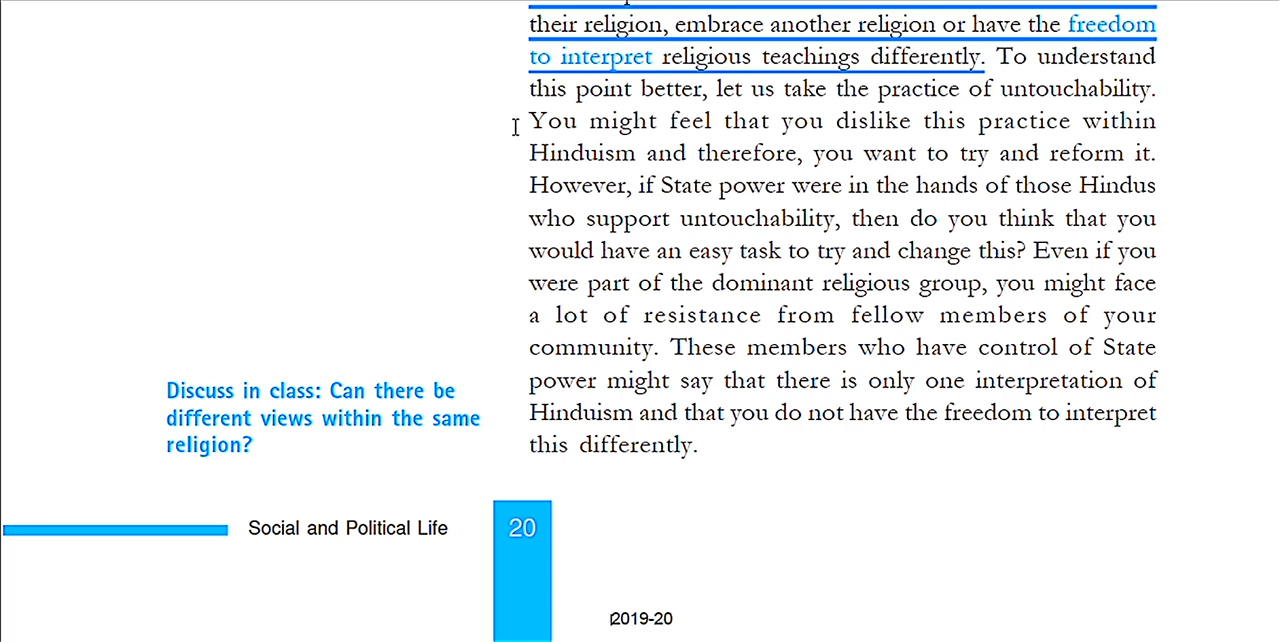 their religion, embrace another religion or have the freedom
to interpret religious teachings differently. To understand
this point better, let us take the practice of untouchability.
You might feel that you dislike this practice within
Hinduism and therefore, you want to try and reform it.
However, if State power were in the hands of those Hindus
who support untouchability, then do you think that you
would have an easy task to try and change this? Even if you
were part of the dominant religious group, you might face
a lot of resistance from fellow members of your
community. These members who have control of State
power might say that there is only one interpretation of
Hinduism and that you do not have the freedom to interpret
this differently.
Discuss in class: Can there be
different views within the same
religion?
Social and Political Life
20
2019-20